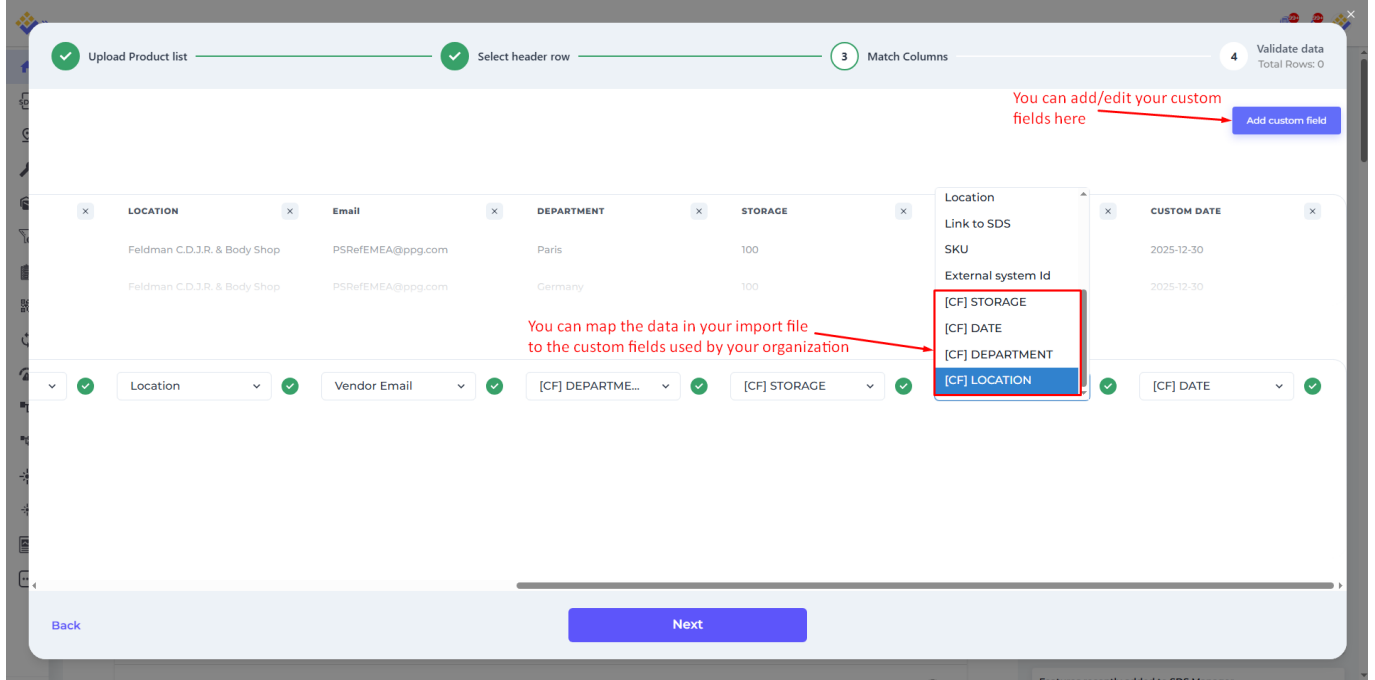 Upload Product list
Select header row
3 Match Columns
4 Validate data
Total Rows: 0
You can add/edit your custom
fields here
Add custom field
LOCATION Email DEPARTMENT STORAGE CUSTOM DATE
Feldman C.D.J.R. & Body Shop PSRefEMEA@ppg.com Paris 100 2025-12-30
Feldman C.D.J.R. & Body Shop PSRefEMEA@ppg.com Germany 100 2025-12-30
Location
Link to SDS
SKU
External system Id
[CF] STORAGE
[CF] DATE
[CF] DEPARTMENT
[CF] LOCATION
You can map the data in your import file
to the custom fields used by your organization
Location Vendor Email [CF] DEPARTME... [CF] STORAGE [CF] DATE
Back
Next